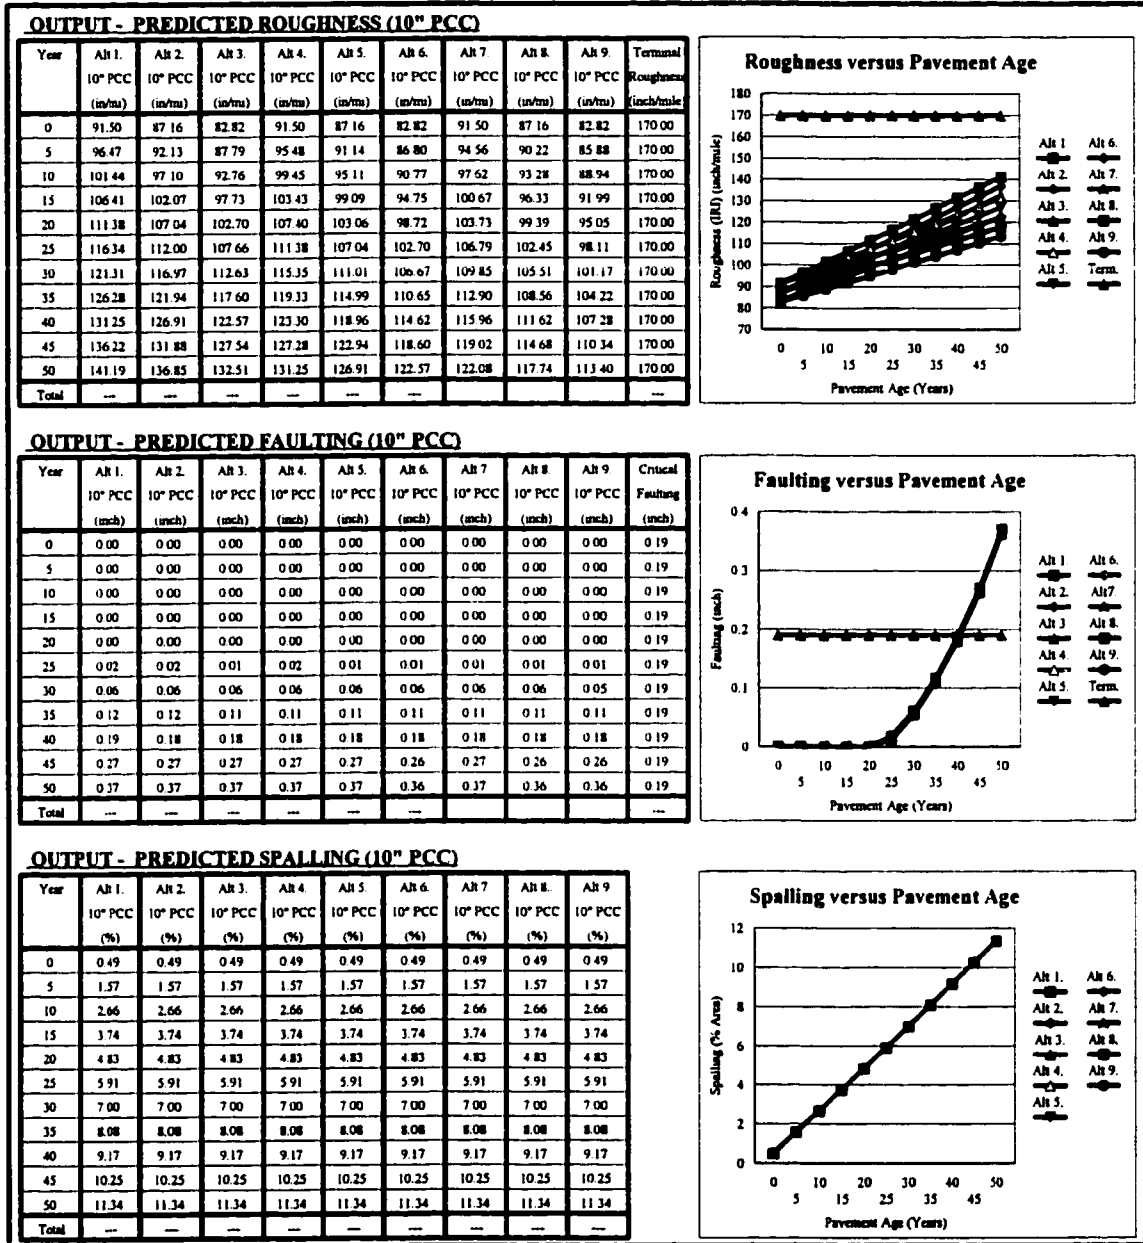 OUTPUT - PREDICTED ROUGHNESS (10" PCC)
Year Alt 1. Alt 2. Alt 3. Alt 4. Alt 5. Alt 6. Alt 7 Alt 8. Alt 9. Terminal
10" PCC 10" PCC 10" PCC 10" PCC 10" PCC 10" PCC 10" PCC 10" PCC 10" PCC Roughness
(in/mi) (in/mi) (in/mi) (in/mi) (in/mi) (in/mi) (in/mi) (in/mi) (in/mi) (inch/mile)
0 91.50 87.16 82.82 91.50 87.16 82.82 91.50 87.16 82.82 170.00
5 96.47 92.13 87.79 95.48 91.14 86.80 94.56 90.22 85.88 170.00
10 101.44 97.10 92.76 99.45 95.11 90.77 97.62 93.28 88.94 170.00
15 106.41 102.07 97.73 103.43 99.09 94.75 100.67 96.33 91.99 170.00
20 111.38 107.04 102.70 107.40 103.06 98.72 103.73 99.39 95.05 170.00
25 116.34 112.00 107.66 111.38 107.04 102.70 106.79 102.45 98.11 170.00
30 121.31 116.97 112.63 115.35 111.01 106.67 109.85 105.51 101.17 170.00
35 126.28 121.94 117.60 119.33 114.99 110.65 112.90 108.56 104.22 170.00
40 131.25 126.91 122.57 123.30 118.96 114.62 115.96 111.62 107.28 170.00
45 136.22 131.88 127.54 127.28 122.94 118.60 119.02 114.68 110.34 170.00
50 141.19 136.85 132.51 131.25 126.91 122.57 122.08 117.74 113.40 170.00
Total --- --- --- --- --- --- --- --- --- ---
Roughness versus Pavement Age
Roughness (IRI) (inch/mile)
180
170
160
150
140
130
120
110
100
90
80
70
0 10 20 30 40 50
5 15 25 35 45
Pavement Age (Years)
Alt 1 Alt 6.
Alt 2. Alt 7.
Alt 3. Alt 8.
Alt 4. Alt 9.
Alt 5. Term.
OUTPUT - PREDICTED FAULTING (10" PCC)
Year Alt 1. Alt 2. Alt 3. Alt 4. Alt 5. Alt 6. Alt 7 Alt 8. Alt 9. Critical
10" PCC 10" PCC 10" PCC 10" PCC 10" PCC 10" PCC 10" PCC 10" PCC 10" PCC Faulting
(inch) (inch) (inch) (inch) (inch) (inch) (inch) (inch) (inch) (inch)
0 0.00 0.00 0.00 0.00 0.00 0.00 0.00 0.00 0.00 0.19
5 0.00 0.00 0.00 0.00 0.00 0.00 0.00 0.00 0.00 0.19
10 0.00 0.00 0.00 0.00 0.00 0.00 0.00 0.00 0.00 0.19
15 0.00 0.00 0.00 0.00 0.00 0.00 0.00 0.00 0.00 0.19
20 0.00 0.00 0.00 0.00 0.00 0.00 0.00 0.00 0.00 0.19
25 0.02 0.02 0.01 0.02 0.01 0.01 0.01 0.01 0.01 0.19
30 0.06 0.06 0.06 0.06 0.06 0.06 0.06 0.06 0.05 0.19
35 0.12 0.12 0.11 0.11 0.11 0.11 0.11 0.11 0.11 0.19
40 0.19 0.18 0.18 0.18 0.18 0.18 0.18 0.18 0.18 0.19
45 0.27 0.27 0.27 0.27 0.27 0.26 0.27 0.26 0.26 0.19
50 0.37 0.37 0.37 0.37 0.37 0.36 0.37 0.36 0.36 0.19
Total --- --- --- --- --- --- ---
Faulting versus Pavement Age
Faulting (inch)
0.4
0.3
0.2
0.1
0
0 10 20 30 40 50
5 15 25 35 45
Pavement Age (Years)
Alt 1. Alt 6.
Alt 2. Alt7.
Alt 3 Alt 8.
Alt 4. Alt 9.
Alt 5. Term.
OUTPUT - PREDICTED SPALLING (10" PCC)
Year Alt 1. Alt 2. Alt 3. Alt 4. Alt 5. Alt 6. Alt 7 Alt 8. Alt 9
10" PCC 10" PCC 10" PCC 10" PCC 10" PCC 10" PCC 10" PCC 10" PCC 10" PCC
(%) (%) (%) (%) (%) (%) (%) (%) (%)
0 0.49 0.49 0.49 0.49 0.49 0.49 0.49 0.49 0.49
5 1.57 1.57 1.57 1.57 1.57 1.57 1.57 1.57 1.57
10 2.66 2.66 2.66 2.66 2.66 2.66 2.66 2.66 2.66
15 3.74 3.74 3.74 3.74 3.74 3.74 3.74 3.74 3.74
20 4.83 4.83 4.83 4.83 4.83 4.83 4.83 4.83 4.83
25 5.91 5.91 5.91 5.91 5.91 5.91 5.91 5.91 5.91
30 7.00 7.00 7.00 7.00 7.00 7.00 7.00 7.00 7.00
35 8.08 8.08 8.08 8.08 8.08 8.08 8.08 8.08 8.08
40 9.17 9.17 9.17 9.17 9.17 9.17 9.17 9.17 9.17
45 10.25 10.25 10.25 10.25 10.25 10.25 10.25 10.25 10.25
50 11.34 11.34 11.34 11.34 11.34 11.34 11.34 11.34 11.34
Total --- --- --- --- --- --- --- --- ---
Spalling versus Pavement Age
Spalling (% Area)
12
10
8
6
4
2
0
0 10 20 30 40 50
5 15 25 35 45
Pavement Age (Years)
Alt 1. Alt 6.
Alt 2. Alt 7.
Alt 3. Alt 8.
Alt 4. Alt 9.
Alt 5.